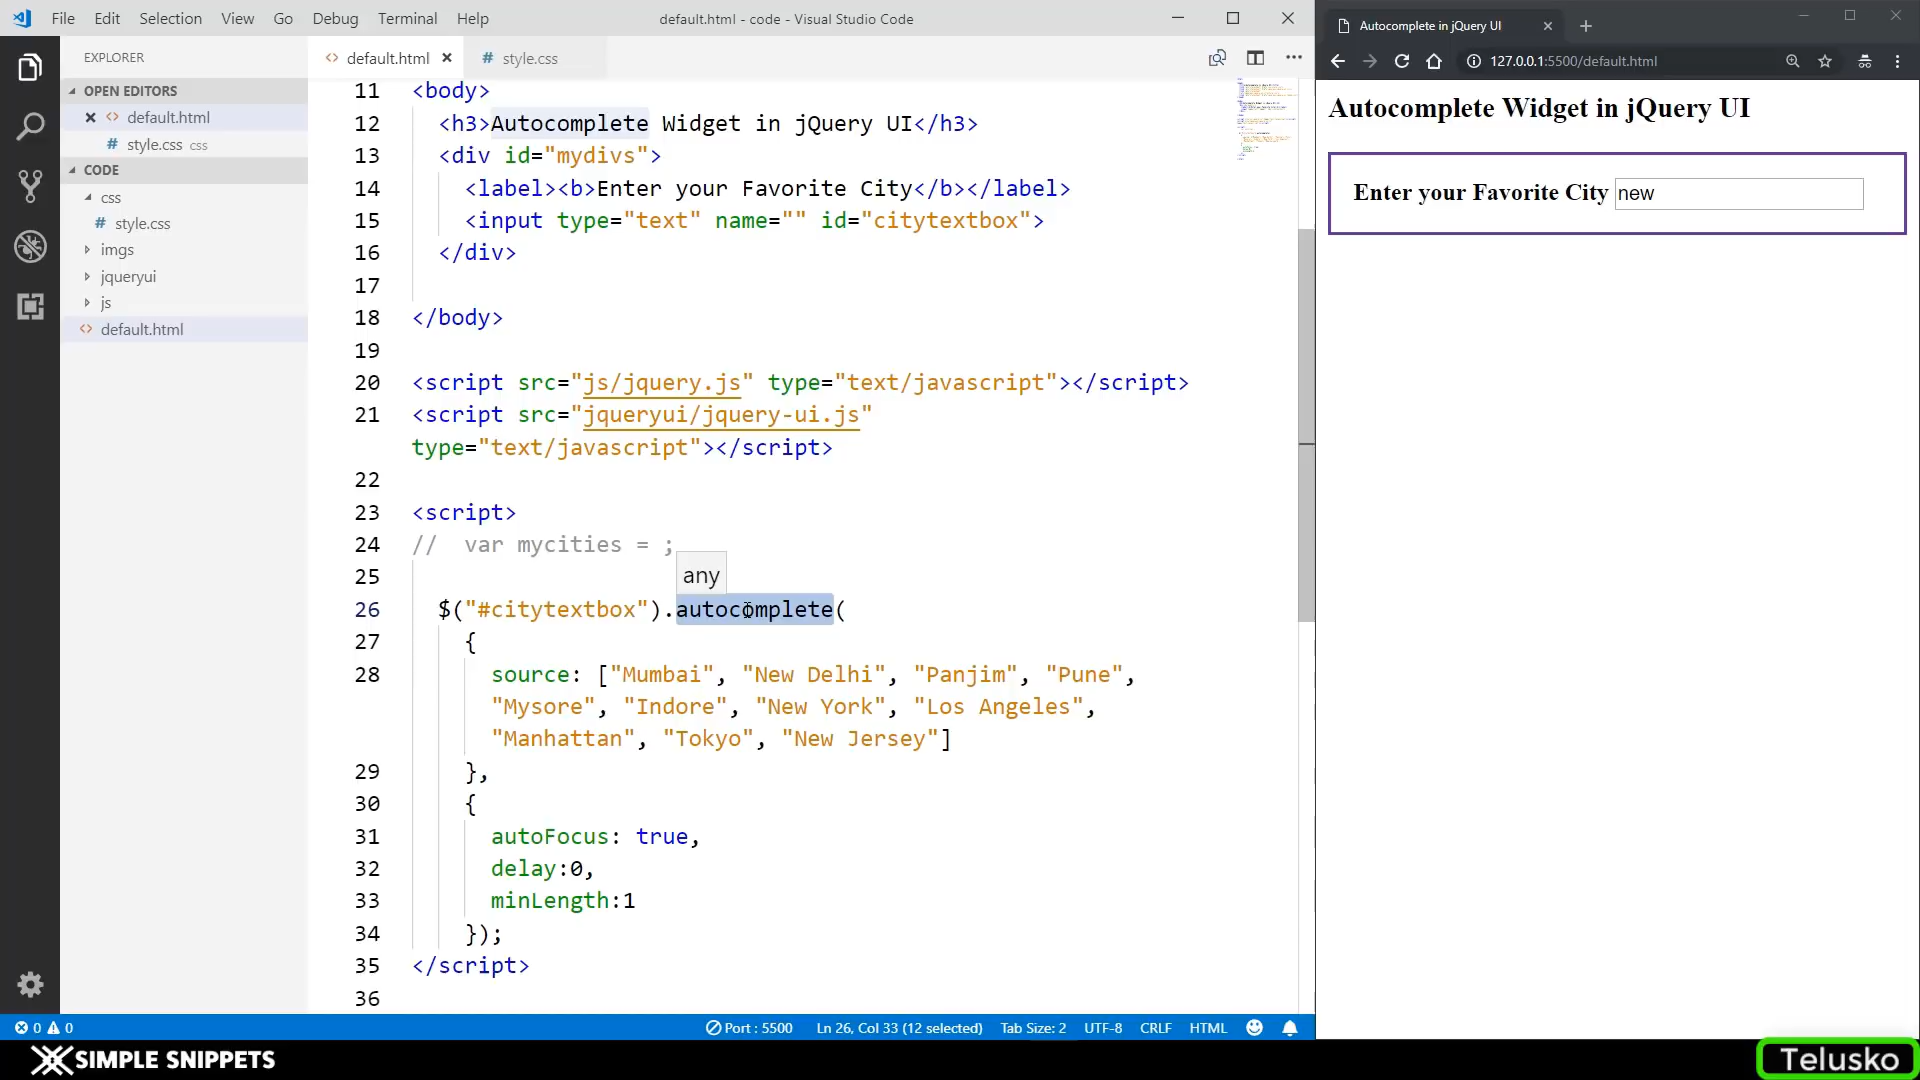 File Edit Selection View Go Debug Terminal Help
default.html - code - Visual Studio Code
EXPLORER
OPEN EDITORS
default.html
style.css css
CODE
css
style.css
imgs
jqueryui
js
default.html
default.html
style.css
11 <body>
12 <h3>Autocomplete Widget in jQuery UI</h3>
13 <div id="mydivs">
14 <label><b>Enter your Favorite City</b></label>
15 <input type="text" name="" id="citytextbox">
16 </div>
17
18 </body>
19
20 <script src="js/jquery.js" type="text/javascript"></script>
21 <script src="jqueryui/jquery-ui.js"
type="text/javascript"></script>
22
23 <script>
24 // var mycities = ;
25
any
26 $("#citytextbox").autocomplete(
27 {
28 source: ["Mumbai", "New Delhi", "Panjim", "Pune",
"Mysore", "Indore", "New York", "Los Angeles",
"Manhattan", "Tokyo", "New Jersey"]
29 },
30 {
31 autoFocus: true,
32 delay:0,
33 minLength:1
34 });
35 </script>
36
0 0
Port : 5500 Ln 26, Col 33 (12 selected) Tab Size: 2 UTF-8 CRLF HTML
Autocomplete in jQuery UI
127.0.0.1:5500/default.html
Autocomplete Widget in jQuery UI
Enter your Favorite City new
SIMPLE SNIPPETS
Telusko